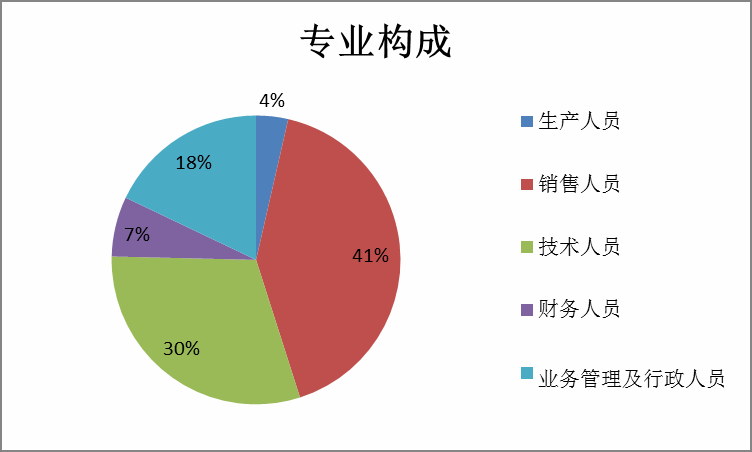 专业构成
4%
18%
7%
41%
30%
生产人员
销售人员
技术人员
财务人员
业务管理及行政人员